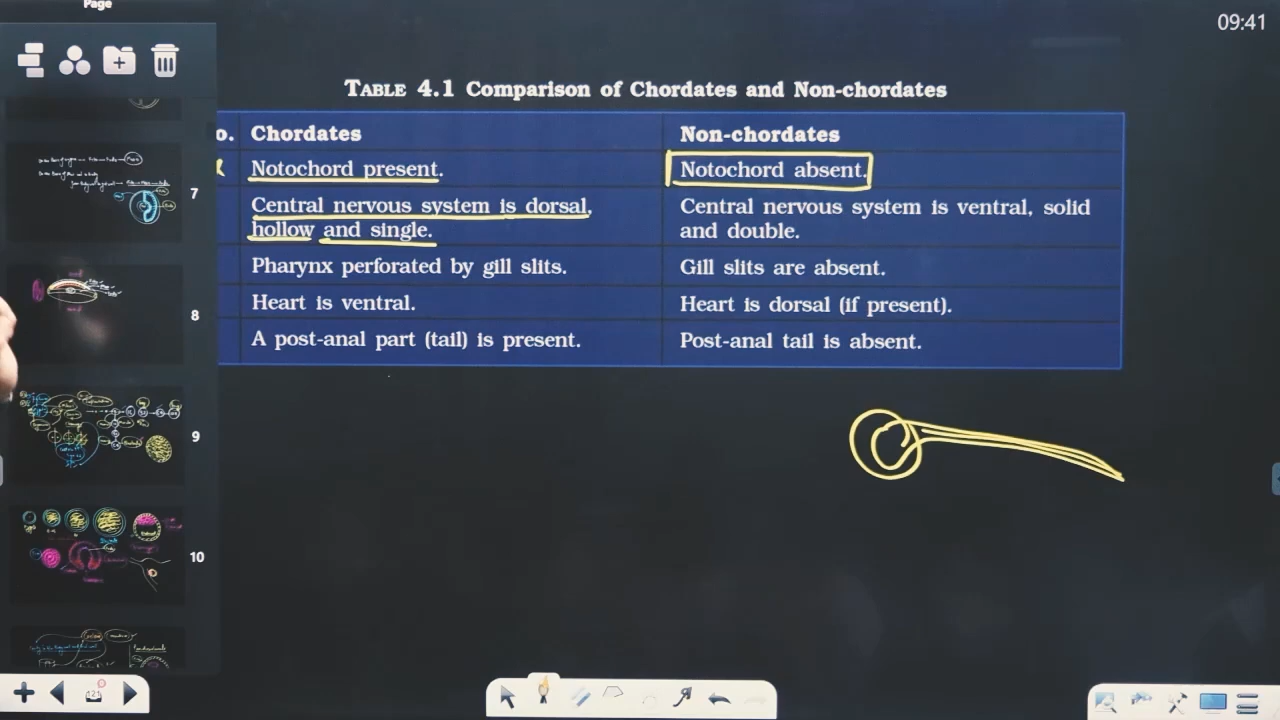 Page
09:41
TABLE 4.1 Comparison of Chordates and Non-chordates
o. Chordates Non-chordates
Notochord present. Notochord absent.
Central nervous system is dorsal, hollow and single. Central nervous system is ventral, solid and double.
Pharynx perforated by gill slits. Gill slits are absent.
Heart is ventral. Heart is dorsal (if present).
A post-anal part (tail) is present. Post-anal tail is absent.
7
8
9
10
121